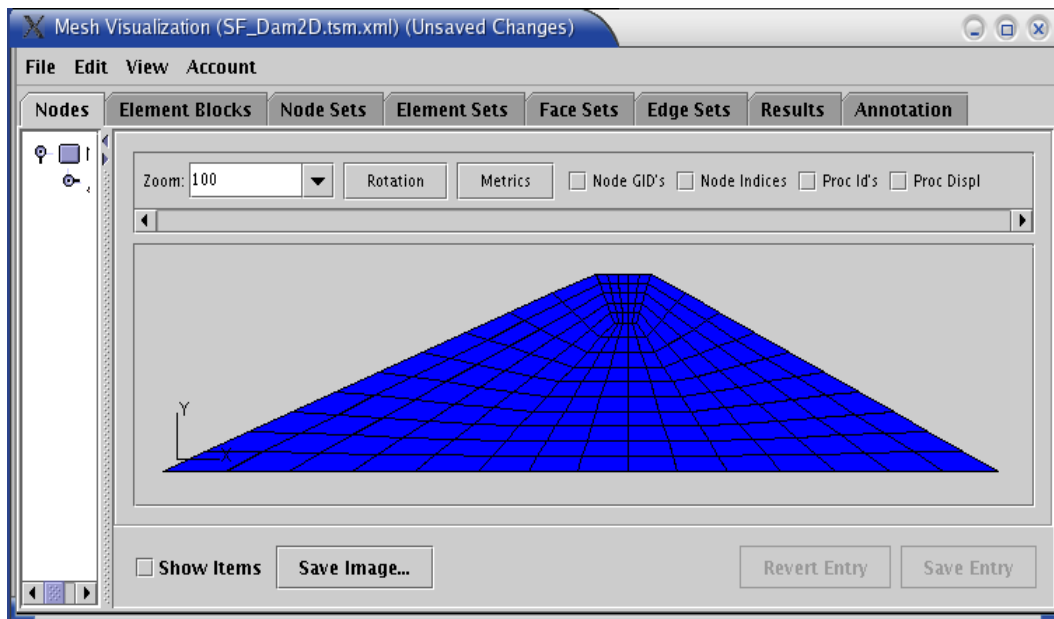 Mesh Visualization (SF_Dam2D.tsm.xml) (Unsaved Changes)
File Edit View Account
Nodes Element Blocks Node Sets Element Sets Face Sets Edge Sets Results Annotation
Zoom: 100 Rotation Metrics Node GID's Node Indices Proc Id's Proc Displ
Y
X
Show Items Save Image... Revert Entry Save Entry